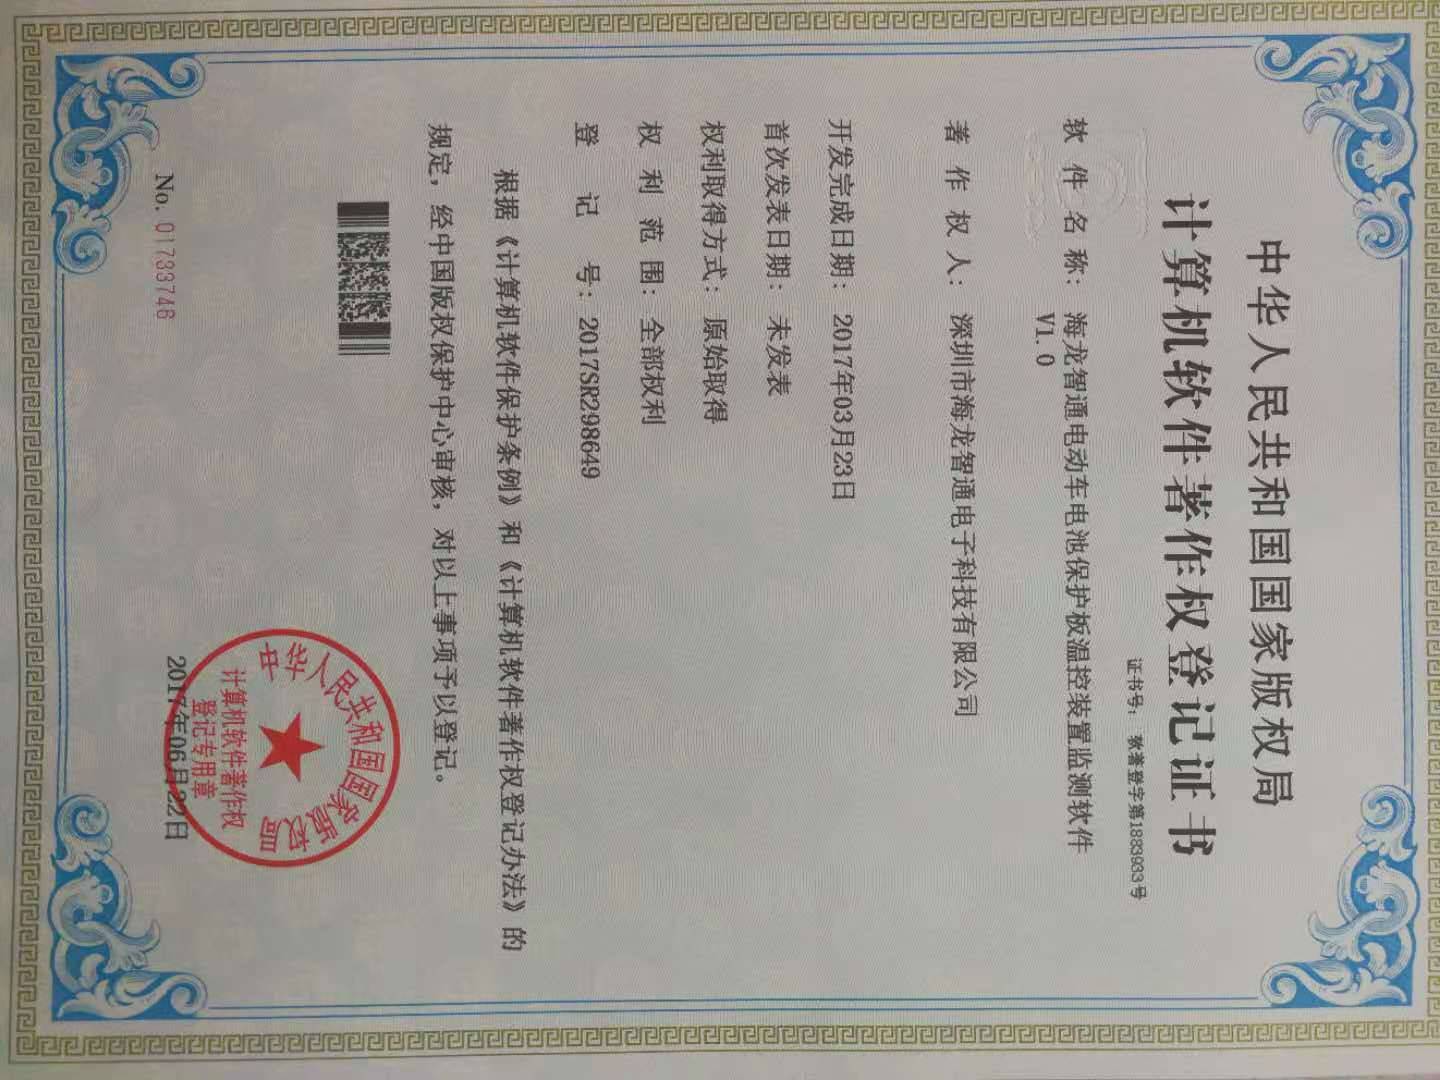 中华人民共和国国家版权局
计算机软件著作权登记证书
证书号： 软著登字第1883933号
软件名称： 海龙智通电动车电池保护板温控装置监测软件
V1.0
著作权人： 深圳市海龙智通电子科技有限公司
开发完成日期： 2017年03月23日
首次发表日期： 未发表
权利取得方式： 原始取得
权利范围： 全部权利
登记号： 2017SR298649
根据《计算机软件保护条例》和《计算机软件著作权登记办法》的
规定，经中国版权保护中心审核，对以上事项予以登记。
中华人民共和国国家版权局
计算机软件著作权
登记专用章
2017年06月22日
No. 01733748